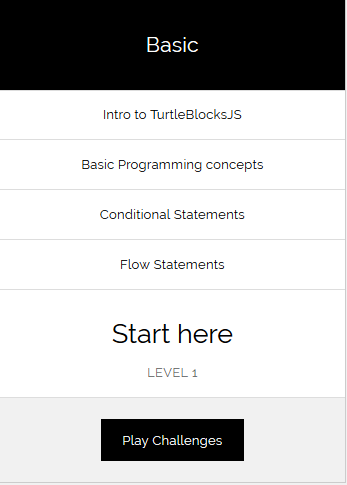 Basic
Intro to TurtleBlocksJS
Basic Programming concepts
Conditional Statements
Flow Statements
Start here
LEVEL 1
Play Challenges